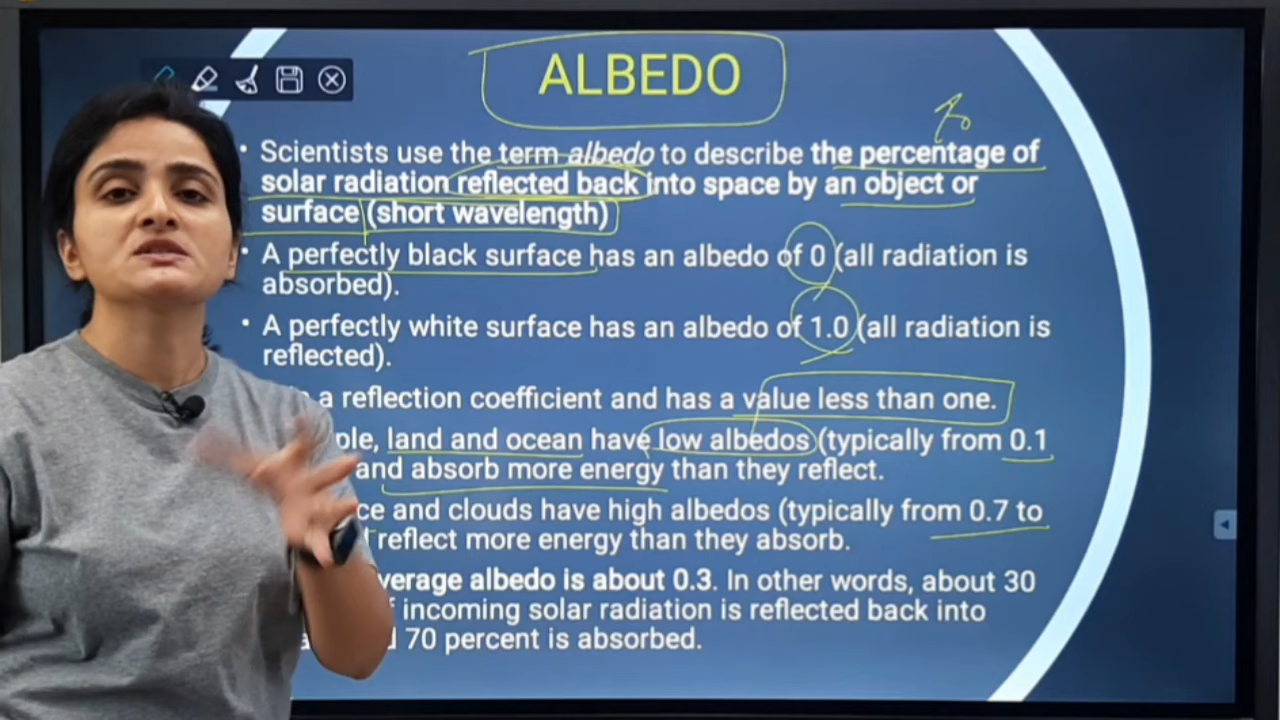 ALBEDO
• Scientists use the term albedo to describe the percentage of
solar radiation reflected back into space by an object or
surface (short wavelength)
• A perfectly black surface has an albedo of 0 (all radiation is
absorbed).
• A perfectly white surface has an albedo of 1.0 (all radiation is
reflected).
a reflection coefficient and has a value less than one.
land and ocean have low albedos (typically from 0.1
and absorb more energy than they reflect.
and clouds have high albedos (typically from 0.7 to
reflect more energy than they absorb.
average albedo is about 0.3. In other words, about 30
incoming solar radiation is reflected back into
70 percent is absorbed.